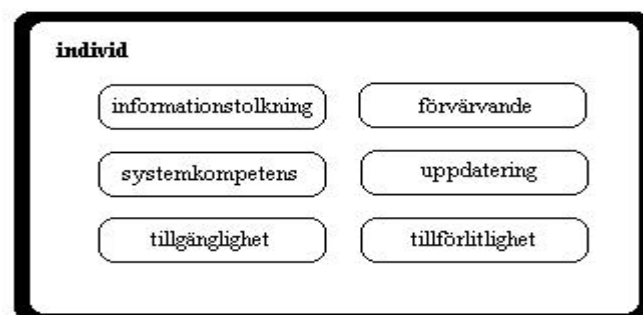 individ
informationstolkning förvärvande
systemkompetens uppdatering
tillgänglighet tillförlitlighet